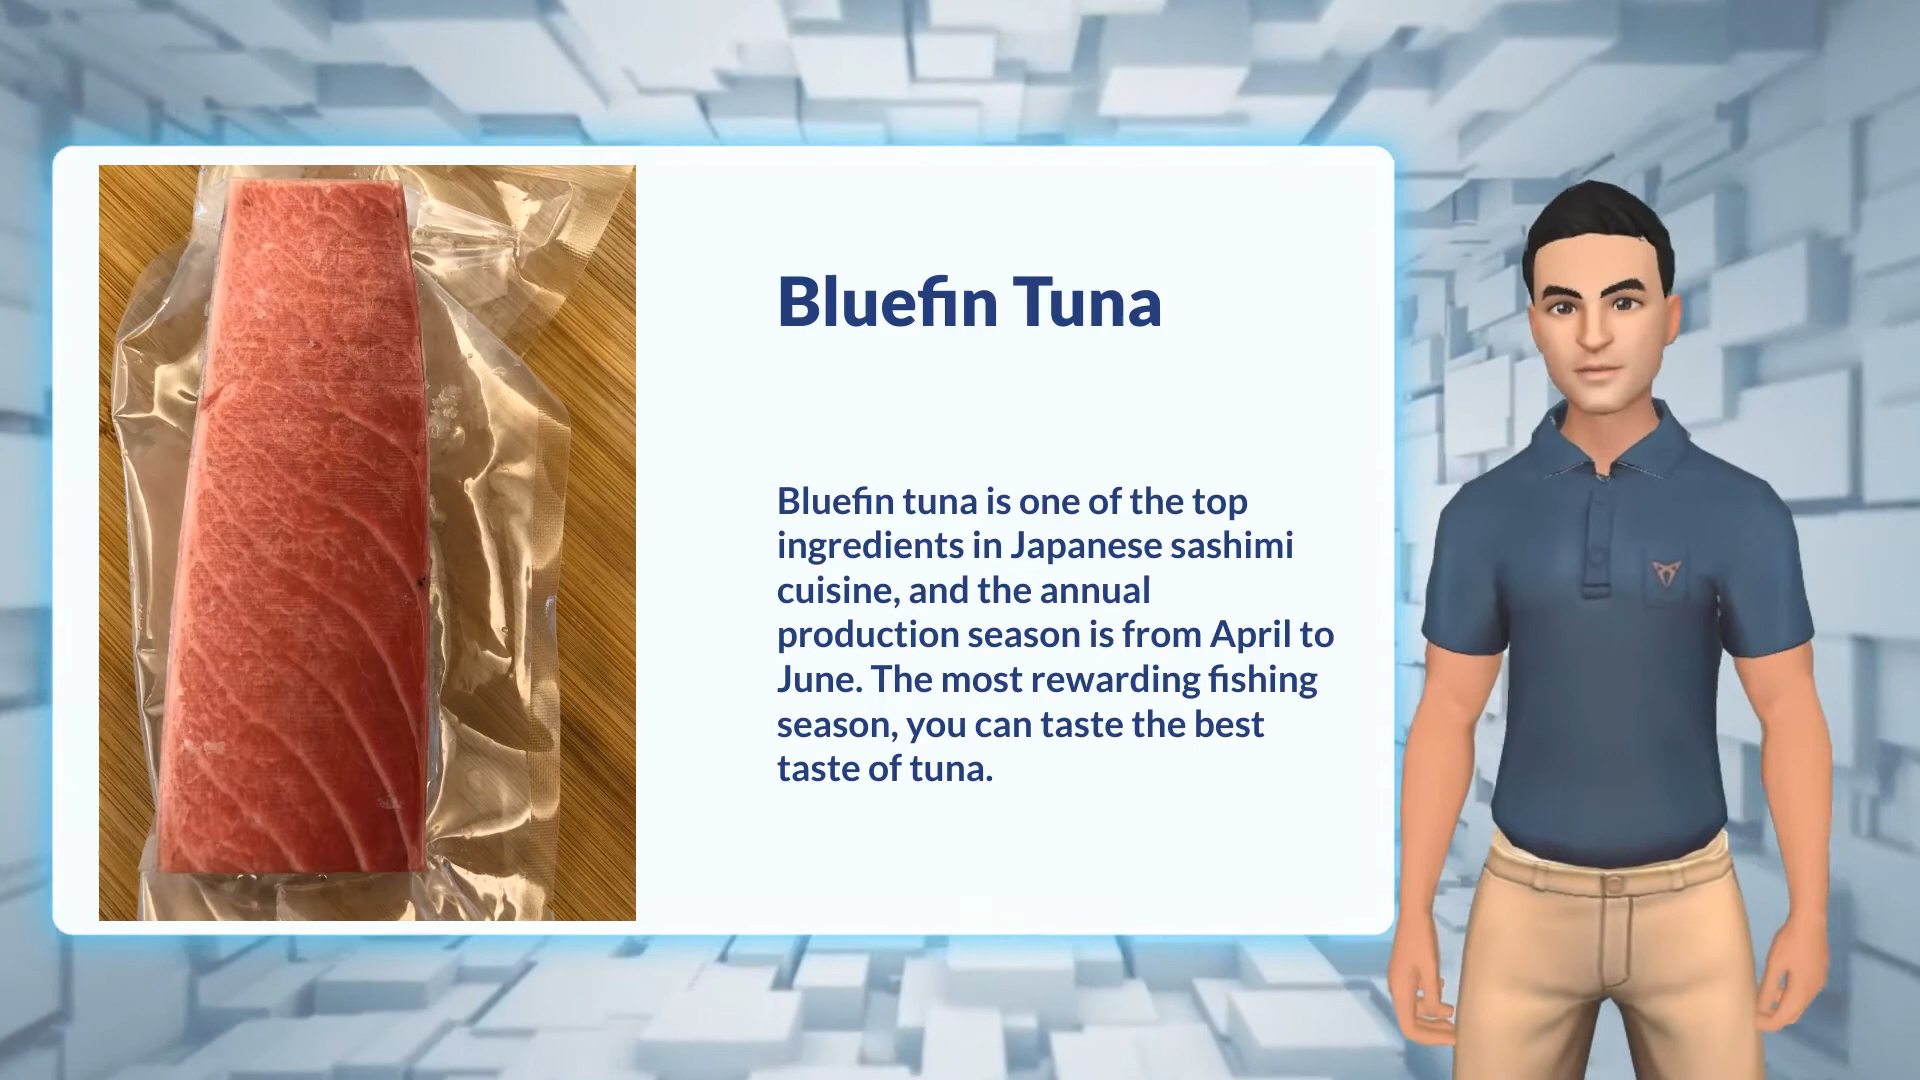 Bluefin Tuna
Bluefin tuna is one of the top
ingredients in Japanese sashimi
cuisine, and the annual
production season is from April to
June. The most rewarding fishing
season, you can taste the best
taste of tuna.